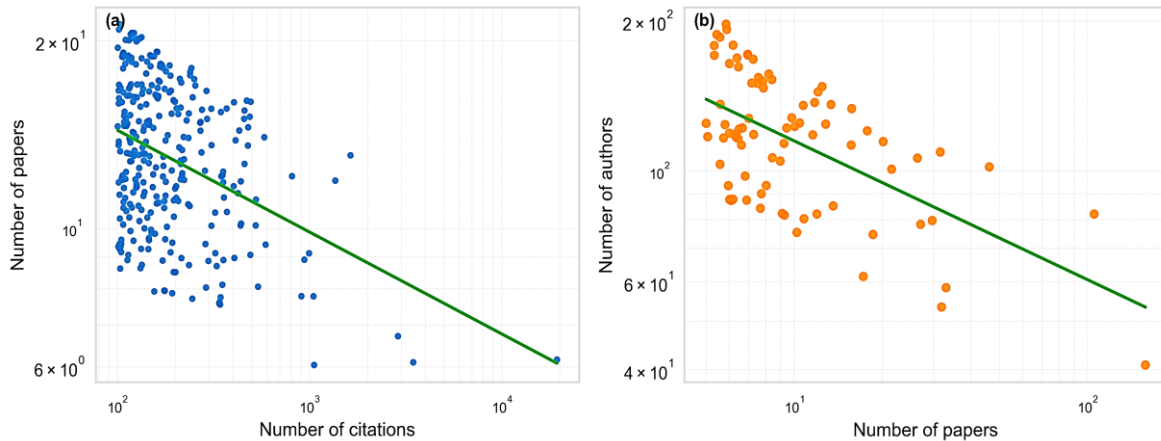 (a)
2 × 10¹
10¹
6 × 10⁰
Number of papers
10² 10³ 10⁴
Number of citations
(b)
2 × 10²
10²
6 × 10¹
4 × 10¹
Number of authors
10¹ 10²
Number of papers